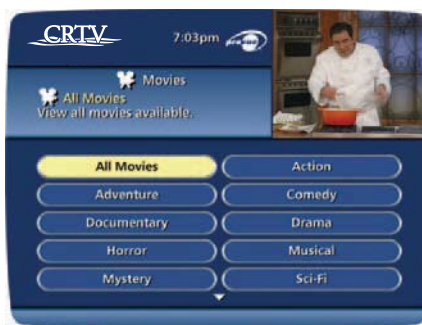 CRTV
7:03pm
Movies
All Movies
View all movies available.
All Movies
Action
Adventure
Comedy
Documentary
Drama
Horror
Musical
Mystery
Sci-Fi